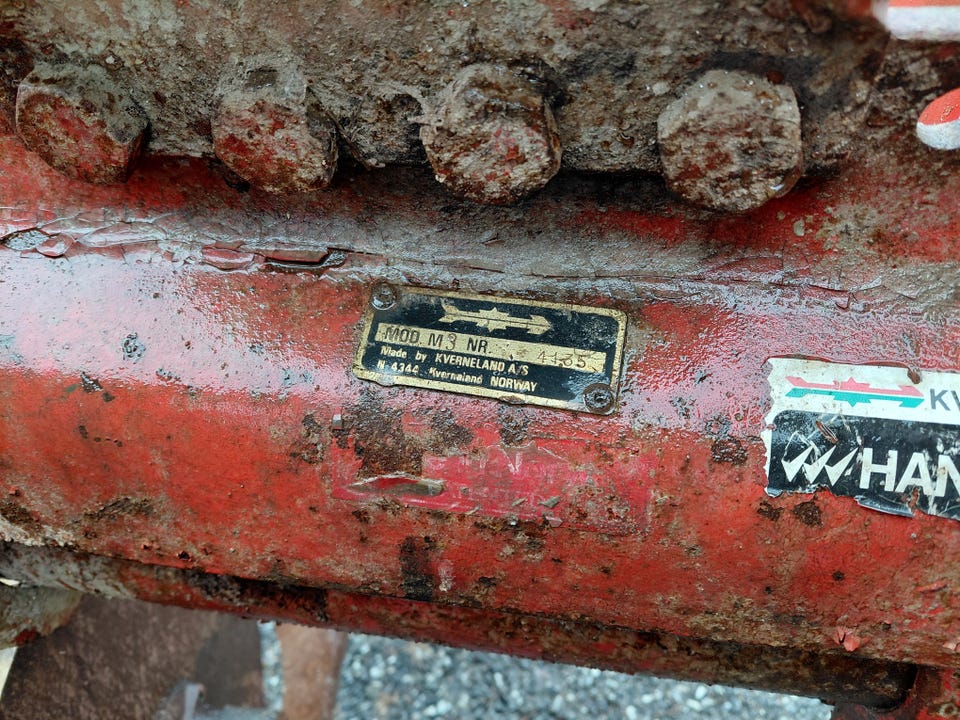 MOD. M3 NR. 4135
Made by KVERNELAND A/S
N-4344 Kvernaland NORWAY
KV
HAN